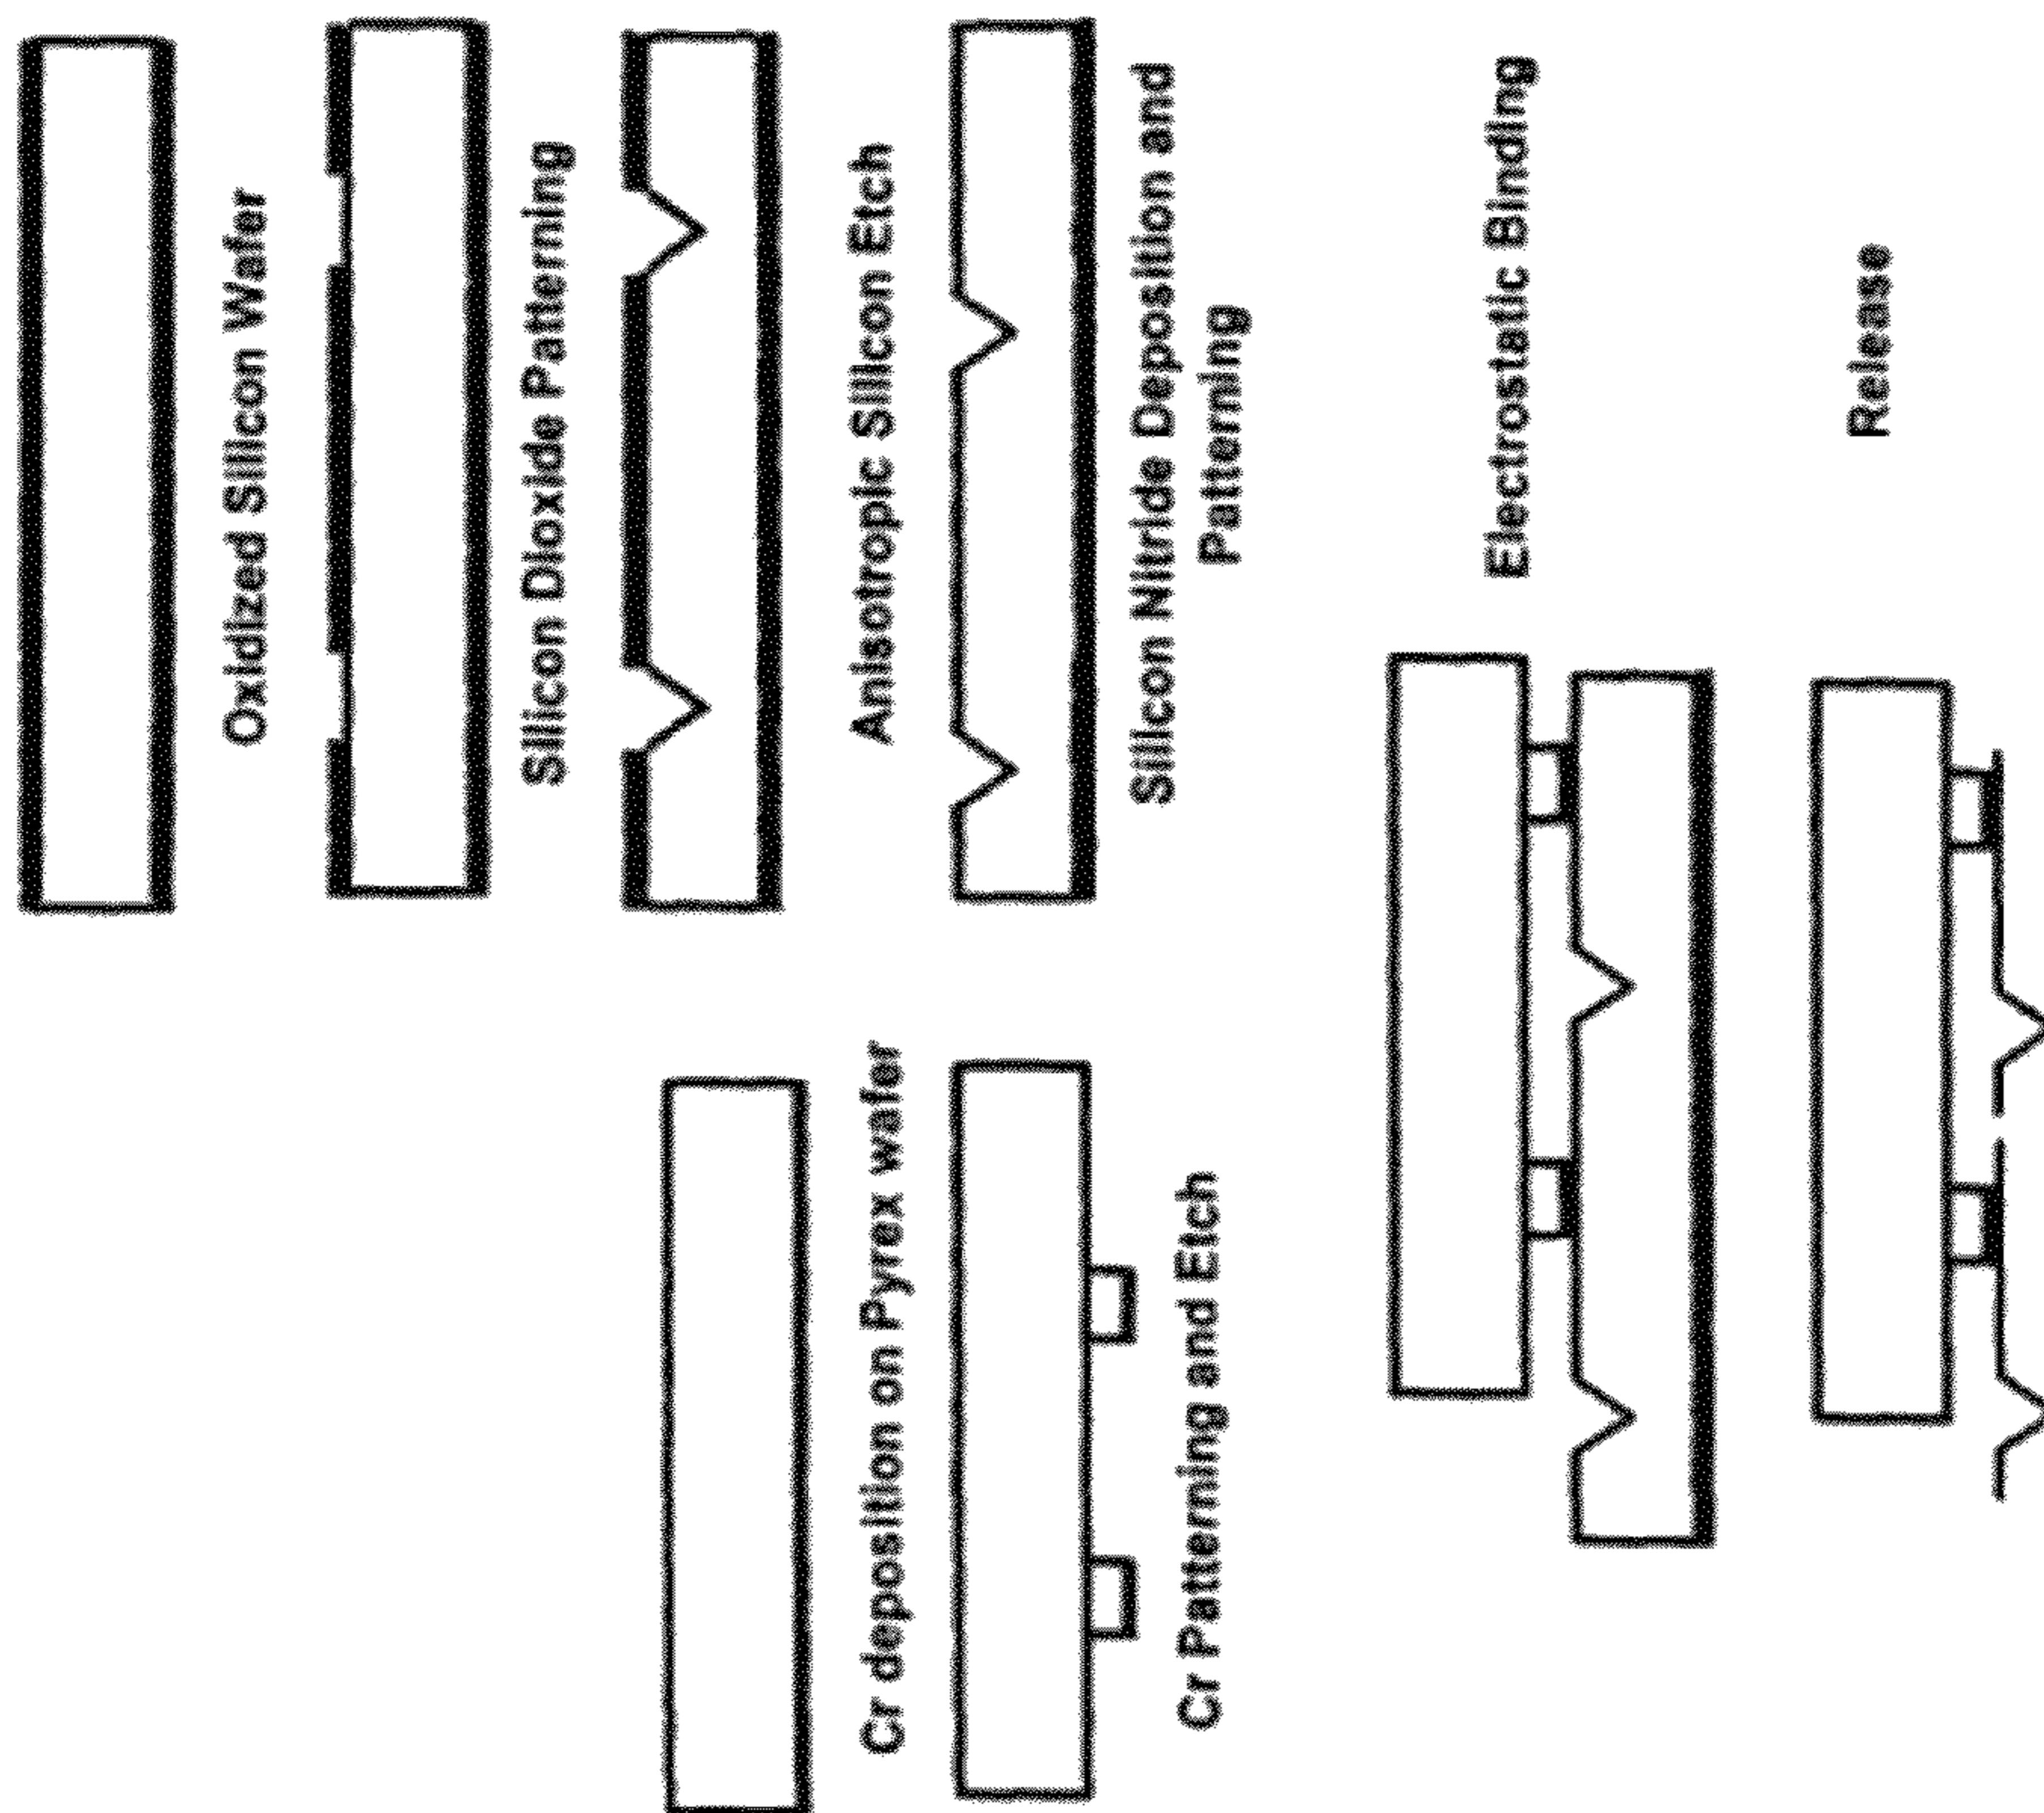 Oxidized Silicon Wafer
Silicon Dioxide Patterning
Anisotropic Silicon Etch
Silicon Nitride Deposition and
Patterning
Cr deposition on Pyrex wafer
Cr Patterning and Etch
Electrostatic Binding
Release